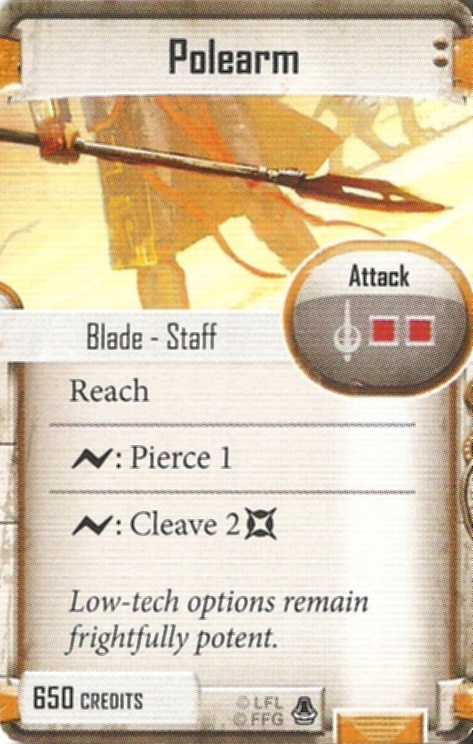 Polearm
Attack
Blade - Staff
Reach
: Pierce 1
: Cleave 2
Low-tech options remain
frightfully potent.
650 CREDITS
© LFL
© FFG